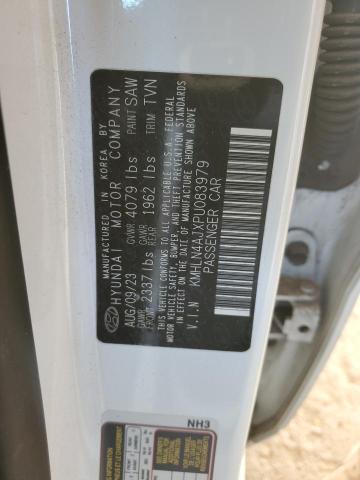 MANUFACTURED IN KOREA BY
HYUNDAI MOTOR COMPANY
AUG/09/23 GVWR 4079 lbs PAINT SAW
GAWR FRONT 2337 lbs GAWR REAR 1962 lbs TRIM TVN
THIS VEHICLE CONFORMS TO ALL APPLICABLE U.S.A. FEDERAL
MOTOR VEHICLE SAFETY, BUMPER, AND THEFT PREVENTION STANDARDS
IN EFFECT ON THE DATE OF MANUFACTURE SHOWN ABOVE.
V.I.N KMHLN4AJXPU083979
PASSENGER CAR
NH3